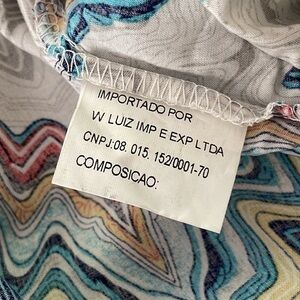 IMPORTADO POR
W LUIZ IMP E EXP LTDA
CNPJ:08. 015. 152/0001-70
COMPOSICAO: